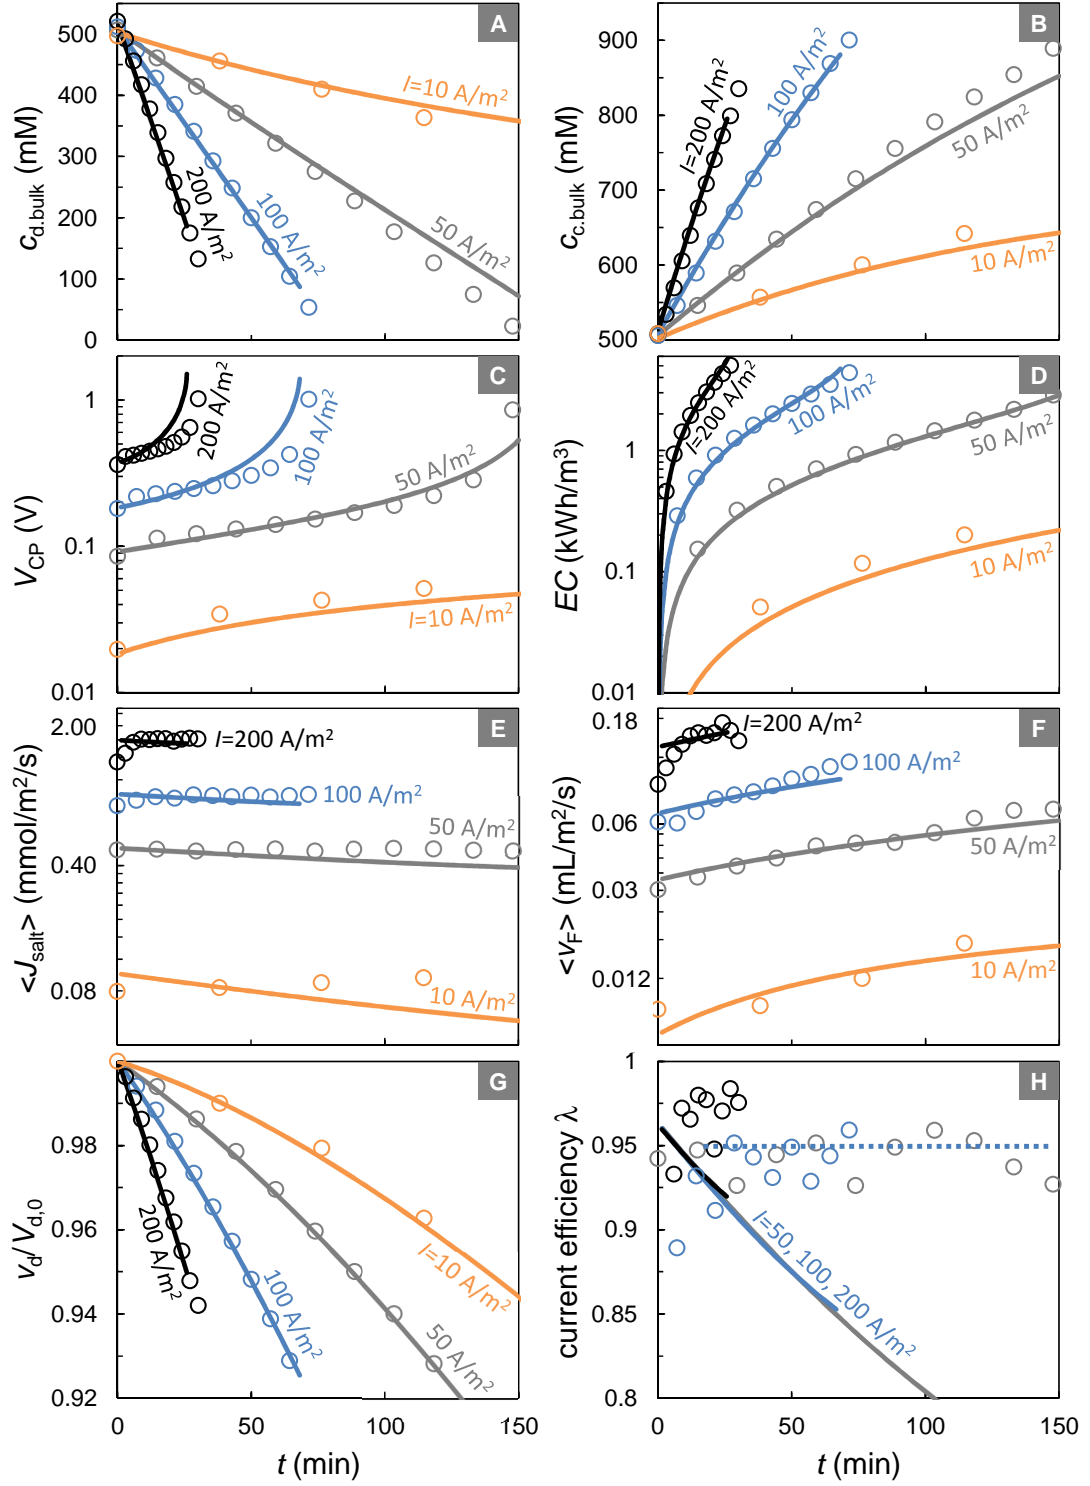 A
500
400
300
200
100
0
c_d.bulk (mM)
I=10 A/m²
50 A/m²
100 A/m²
200 A/m²
B
900
800
700
600
500
c_c.bulk (mM)
I=200 A/m²
100 A/m²
50 A/m²
10 A/m²
C
1
0.1
0.01
V_CP (V)
200 A/m²
100 A/m²
50 A/m²
I=10 A/m²
D
1
0.1
0.01
EC (kWh/m³)
I=200 A/m²
100 A/m²
50 A/m²
10 A/m²
E
2.00
0.40
0.08
<J_salt> (mmol/m²/s)
I=200 A/m²
100 A/m²
50 A/m²
10 A/m²
F
0.18
0.06
0.03
0.012
<v_F> (mL/m²/s)
I=200 A/m²
100 A/m²
50 A/m²
10 A/m²
G
0.98
0.96
0.94
0.92
v_d/V_d,0
200 A/m²
100 A/m²
50 A/m²
I=10 A/m²
0
50
100
150
t (min)
H
1
0.95
0.9
0.85
0.8
current efficiency λ
I=50, 100, 200 A/m²
0
50
100
150
t (min)